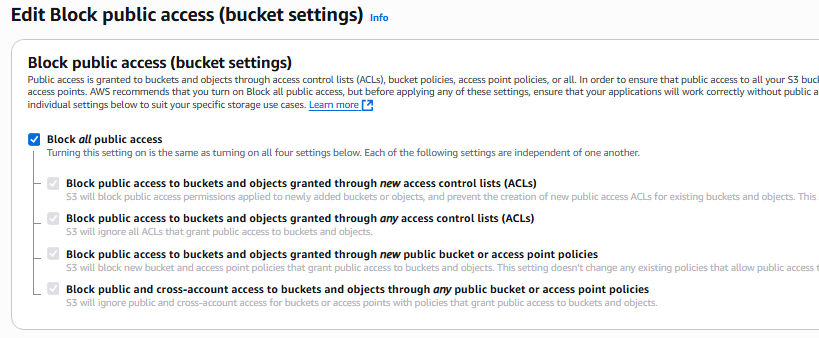 Edit Block public access (bucket settings) Info
Block public access (bucket settings)
Public access is granted to buckets and objects through access control lists (ACLs), bucket policies, access point policies, or all. In order to ensure that public access to all your S3
access points. AWS recommends that you turn on Block all public access, but before applying any of these settings, ensure that your applications will work correctly without public
individual settings below to suit your specific storage use cases. Learn more
Block all public access
Turning this setting on is the same as turning on all four settings below. Each of the following settings are independent of one another.
Block public access to buckets and objects granted through new access control lists (ACLs)
S3 will block public access permissions applied to newly added buckets or objects, and prevent the creation of new public access ACLs for existing buckets and objects. This
Block public access to buckets and objects granted through any access control lists (ACLs)
S3 will ignore all ACLs that grant public access to buckets and objects.
Block public access to buckets and objects granted through new public bucket or access point policies
S3 will block new bucket and access point policies that grant public access to buckets and objects. This setting doesn't change any existing policies that allow public access
Block public and cross-account access to buckets and objects through any public bucket or access point policies
S3 will ignore public and cross-account access for buckets or access points with policies that grant public access to buckets and objects.